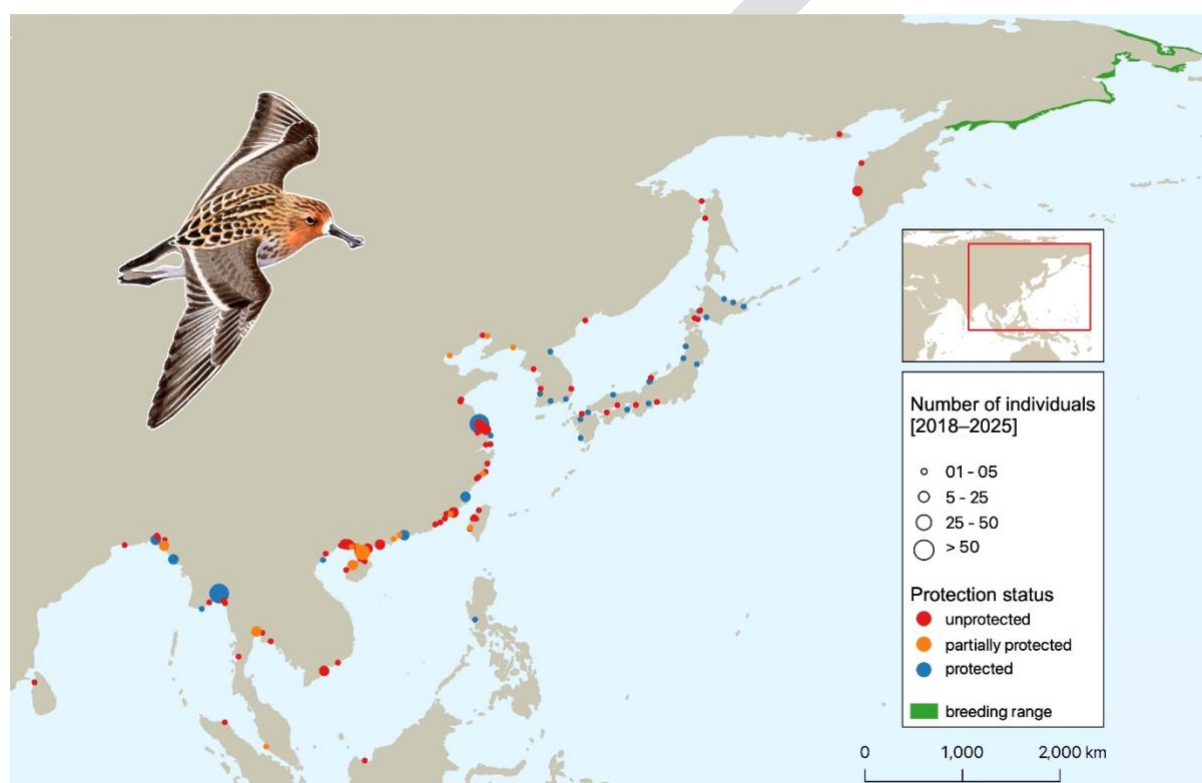 Number of individuals
[2018–2025]
01 - 05
5 - 25
25 - 50
> 50
Protection status
unprotected
partially protected
protected
breeding range
0 1,000 2,000 km